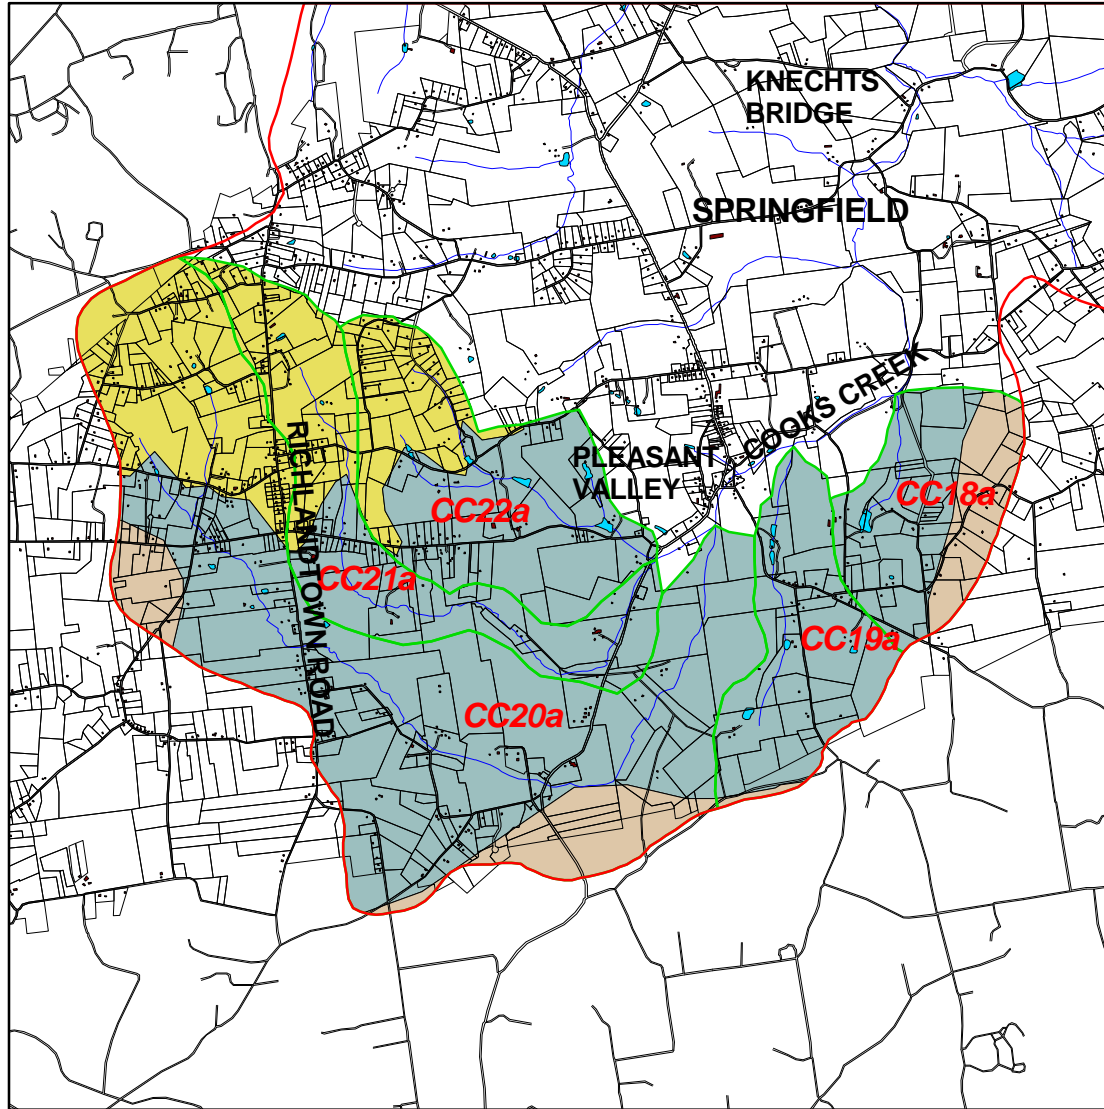 KNECHTS
BRIDGE
SPRINGFIELD
COOKS CREEK
PLEASANT
VALLEY
RICHLANDTOWN ROAD
CC18a
CC22a
CC21a
CC19a
CC20a